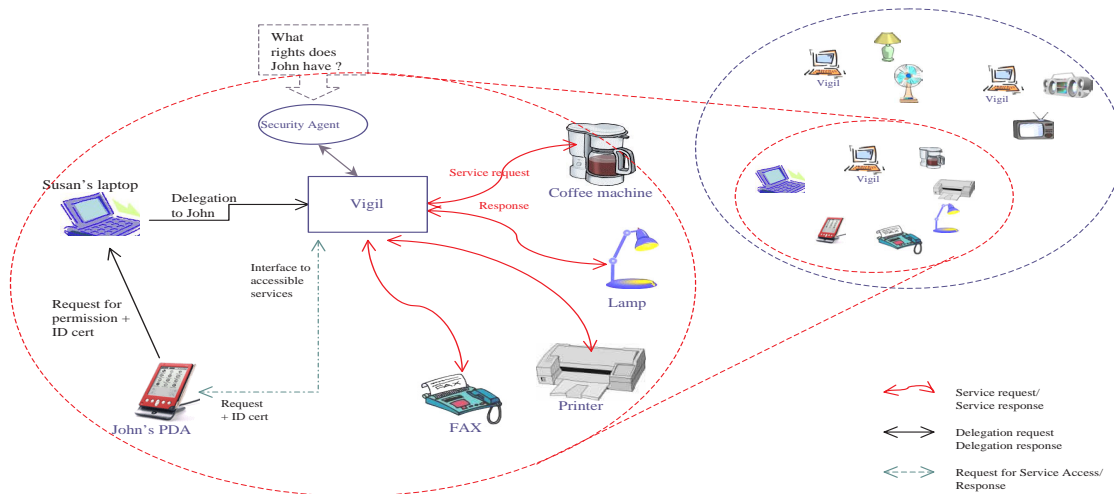 What
rights does
John have ?
Security Agent
Susan's laptop
Delegation
to John
Vigil
Service request
Response
Coffee machine
Lamp
Interface to
accessible
services
Request for
permission +
ID cert
Request
+ ID cert
John's PDA
FAX
FAX
Printer
Vigil
Vigil
Vigil
Service request/
Service response
Delegation request
Delegation response
Request for Service Access/
Response